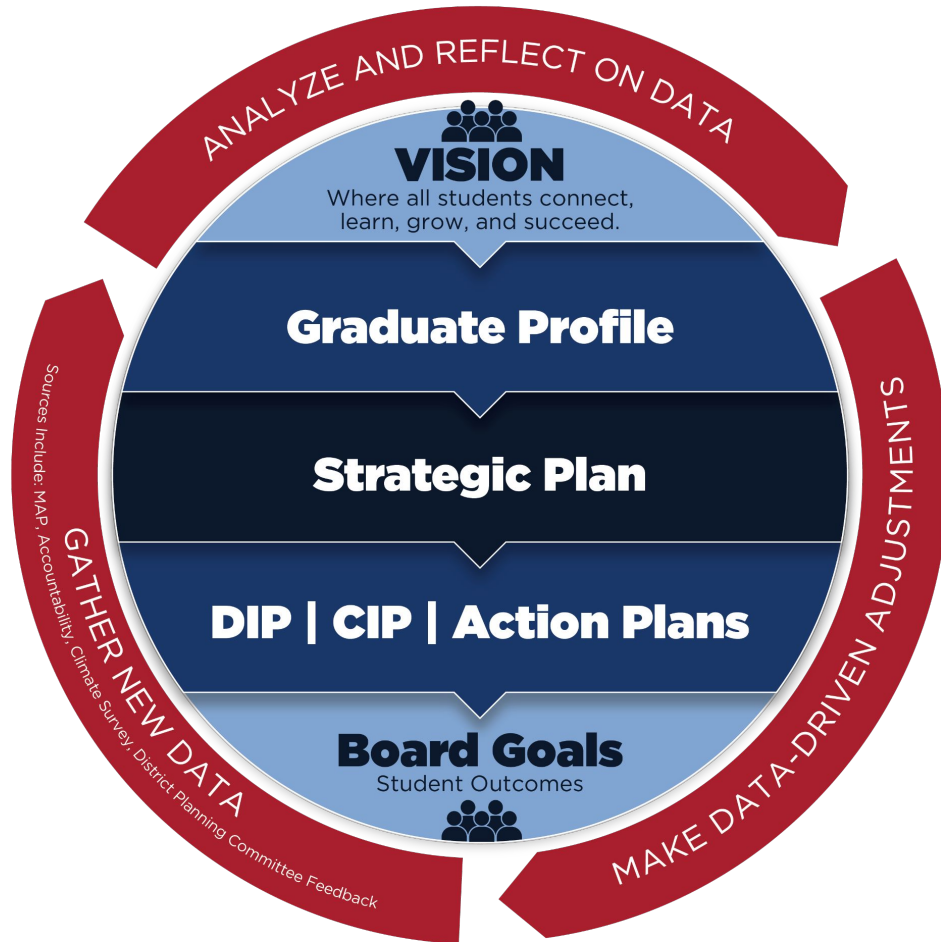 ANALYZE AND REFLECT ON DATA
VISION
Where all students connect,
learn, grow, and succeed.
Graduate Profile
Strategic Plan
DIP | CIP | Action Plans
Board Goals
Student Outcomes
MAKE DATA-DRIVEN ADJUSTMENTS
GATHER NEW DATA
Sources Include: MAP, Accountability, Climate Survey, District Planning Committee Feedback